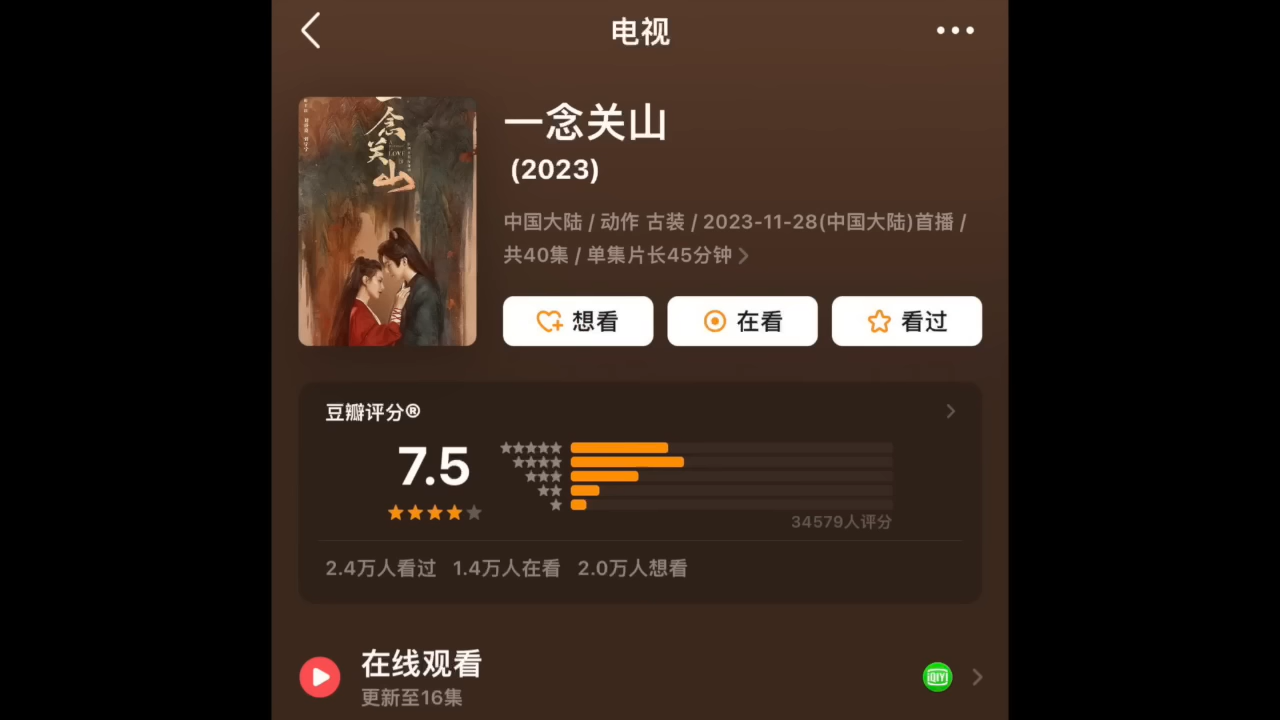 电视
一念关山
一念关山
(2023)
中国大陆 / 动作 古装 / 2023-11-28(中国大陆)首播 /
共40集 / 单集片长45分钟
想看
在看
看过
豆瓣评分®
7.5
34579人评分
2.4万人看过 1.4万人在看 2.0万人想看
在线观看
更新至16集
iQIYI